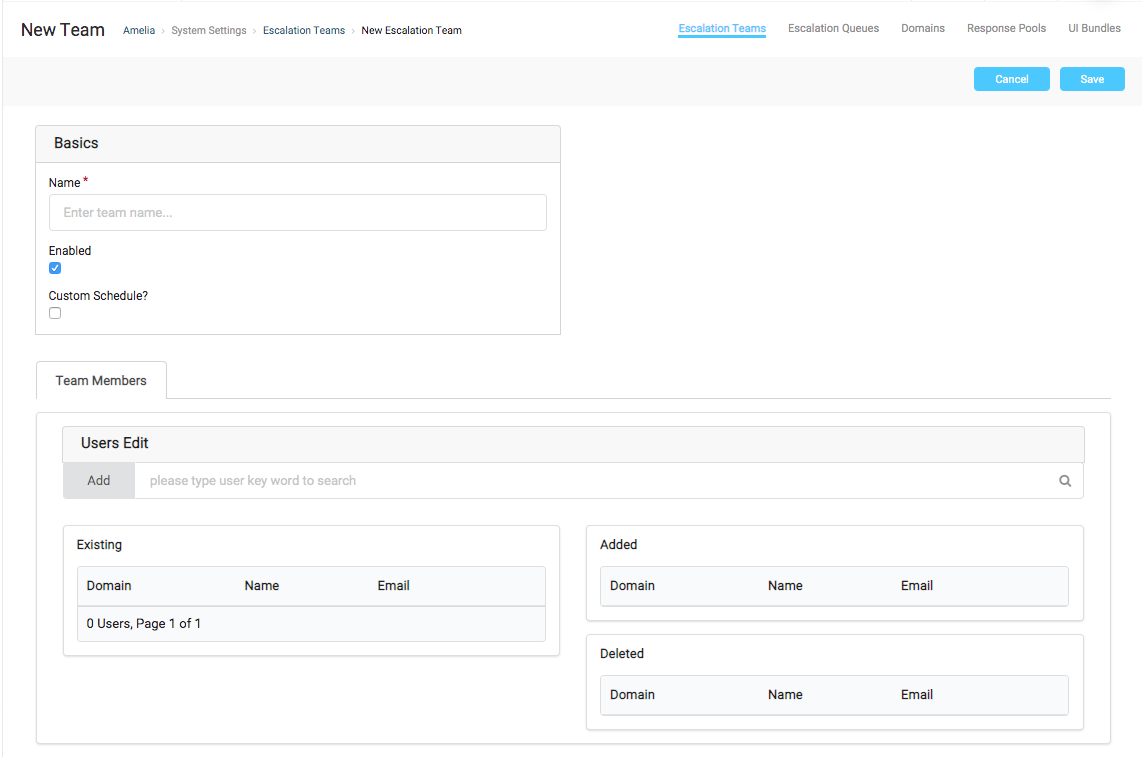 New Team Amelia › System Settings › Escalation Teams › New Escalation Team Escalation Teams Escalation Queues Domains Response Pools UI Bundles
Cancel Save
Basics
Name *
Enter team name...
Enabled
Custom Schedule?
Team Members
Users Edit
Add please type user key word to search
Existing
Domain Name Email
0 Users, Page 1 of 1
Added
Domain Name Email
Deleted
Domain Name Email